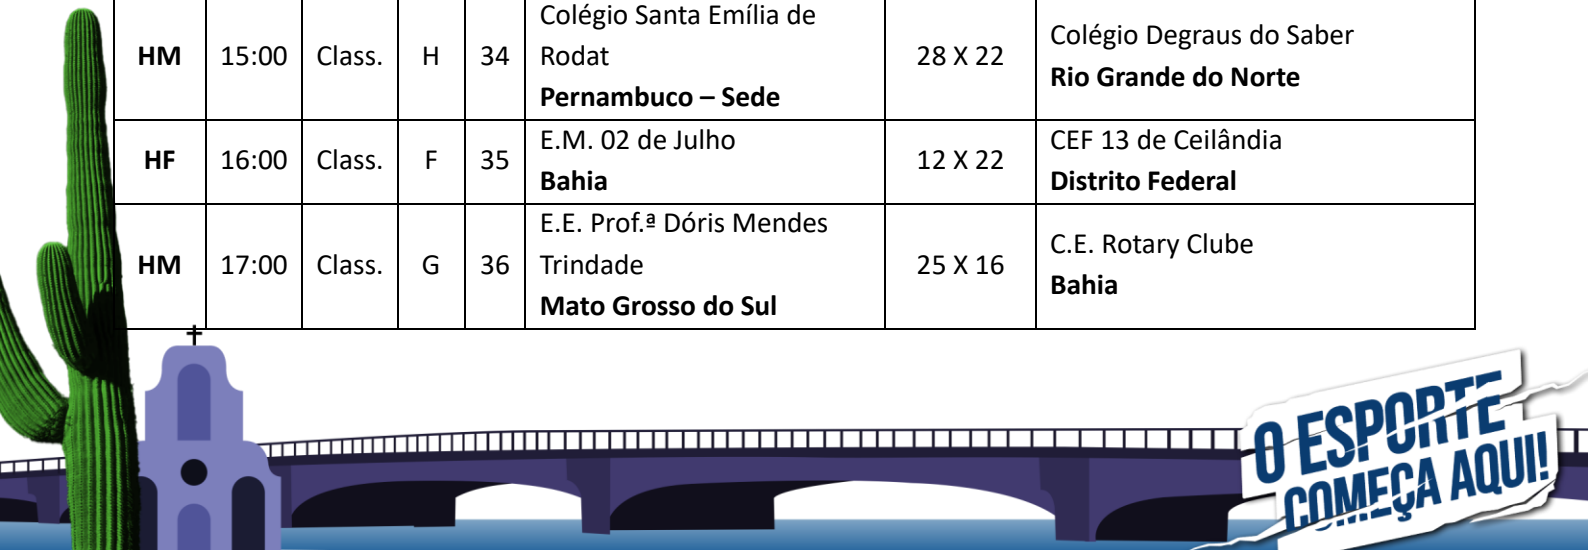 HM 15:00 Class. H 34 Colégio Santa Emília de Rodat Pernambuco – Sede 28 X 22 Colégio Degraus do Saber Rio Grande do Norte
HF 16:00 Class. F 35 E.M. 02 de Julho Bahia 12 X 22 CEF 13 de Ceilândia Distrito Federal
HM 17:00 Class. G 36 E.E. Prof.ª Dóris Mendes Trindade Mato Grosso do Sul 25 X 16 C.E. Rotary Clube Bahia
O ESPORTE
COMEÇA AQUI!